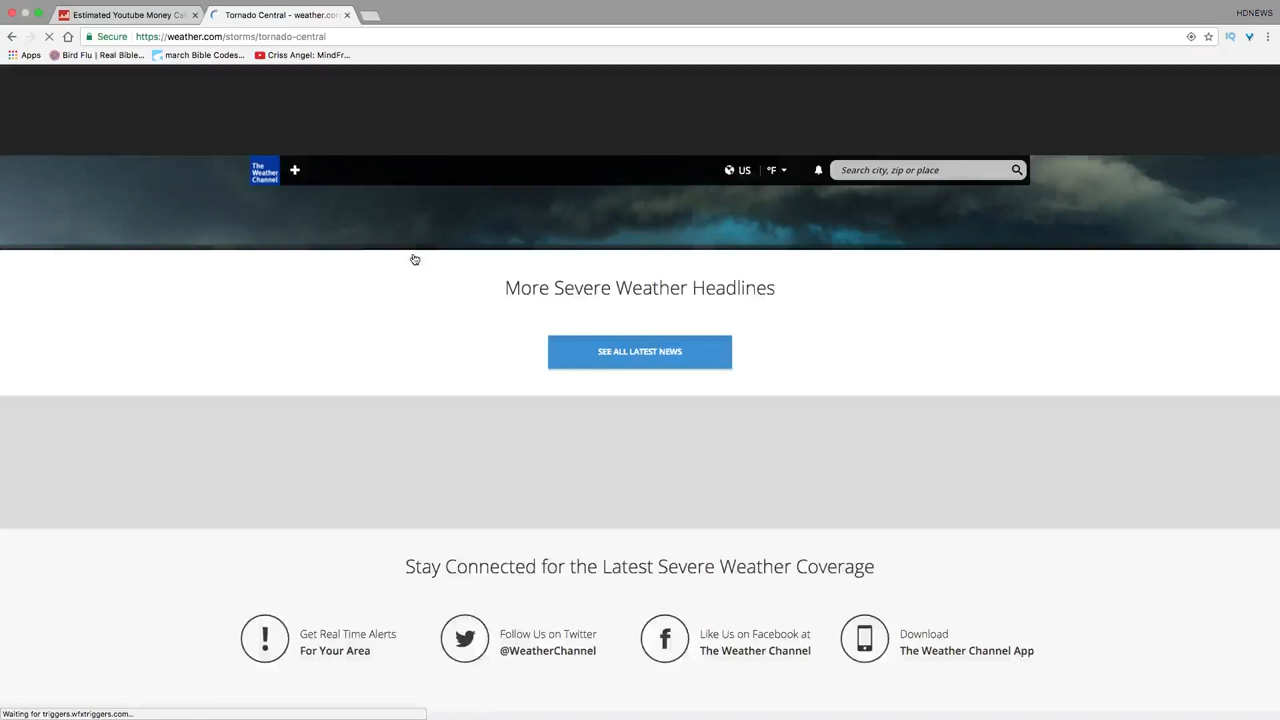 Estimated Youtube Money Cal
Tornado Central - weather.com
HDNEWS
Secure
https://weather.com/storms/tornado-central
Apps
Bird Flu | Real Bible...
march Bible Codes...
Criss Angel: MindFr...
The
Weather
Channel
US
°F
Search city, zip or place
More Severe Weather Headlines
SEE ALL LATEST NEWS
Stay Connected for the Latest Severe Weather Coverage
Get Real Time Alerts
For Your Area
Follow Us on Twitter
@WeatherChannel
Like Us on Facebook at
The Weather Channel
Download
The Weather Channel App
Waiting for triggers.wfxtriggers.com...